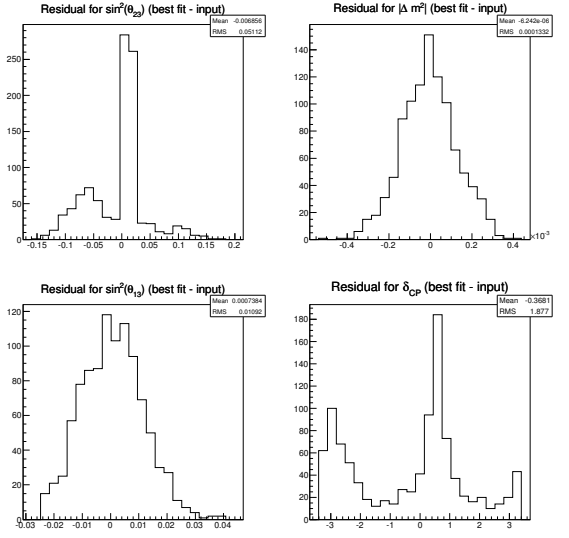 Residual for sin²(θ₂₃) (best fit - input)
Mean -0.006856
RMS 0.05112
250
200
150
100
50
0
-0.15 -0.1 -0.05 0 0.05 0.1 0.15 0.2
Residual for |Δ m²| (best fit - input)
Mean -6.242e-06
RMS 0.0001332
140
120
100
80
60
40
20
0
-0.4 -0.2 0 0.2 0.4
×10⁻³
Residual for sin²(θ₁₃) (best fit - input)
Mean 0.0007384
RMS 0.01092
120
100
80
60
40
20
0
-0.03 -0.02 -0.01 0 0.01 0.02 0.03 0.04
Residual for δ_CP (best fit - input)
Mean -0.3681
RMS 1.877
180
160
140
120
100
80
60
40
20
0
-3 -2 -1 0 1 2 3